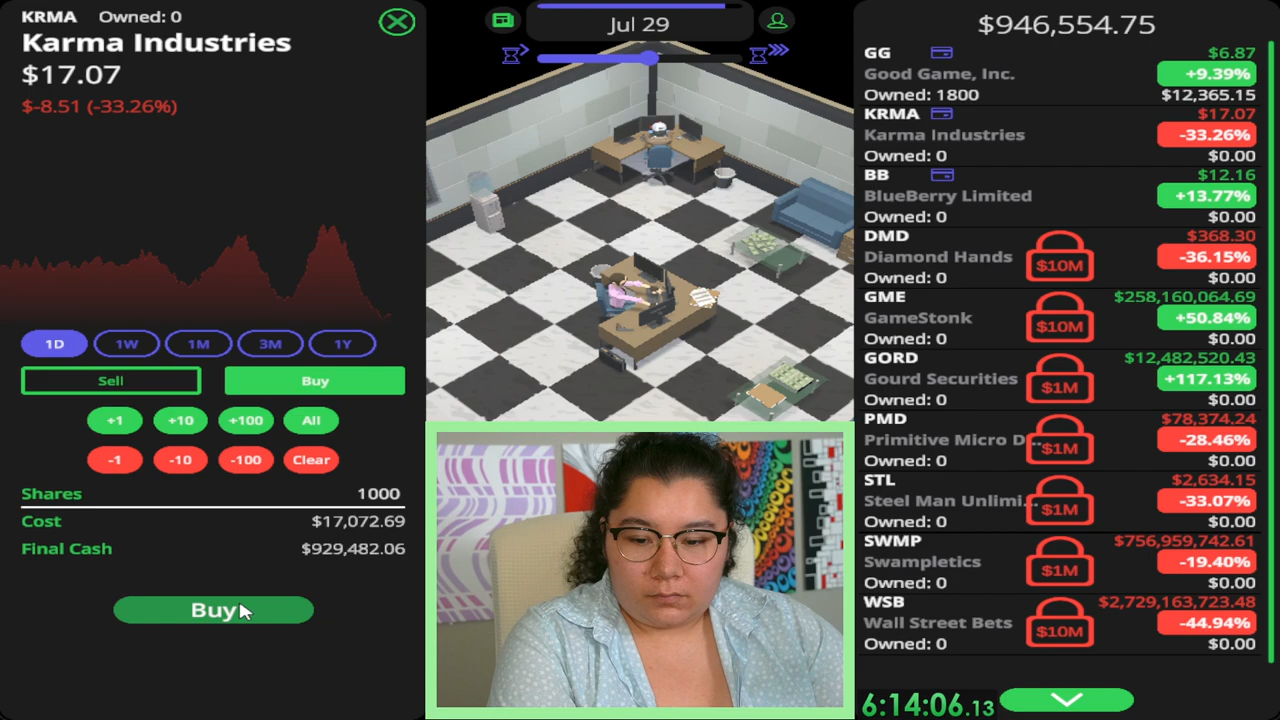 KRMA Owned: 0
Karma Industries
$17.07
$-8.51 (-33.26%)
1D 1W 1M 3M 1Y
Sell Buy
+1 +10 +100 All
-1 -10 -100 Clear
Shares 1000
Cost $17,072.69
Final Cash $929,482.06
Buy
Jul 29
$946,554.75
GG $6.87
Good Game, Inc. +9.39%
Owned: 1800 $12,365.15
KRMA $17.07
Karma Industries -33.26%
Owned: 0 $0.00
BB $12.16
BlueBerry Limited +13.77%
Owned: 0 $0.00
DMD $368.30
Diamond Hands $10M -36.15%
Owned: 0 $0.00
GME $258,160,064.69
GameStonk $10M +50.84%
Owned: 0 $0.00
GORD $12,482,520.43
Gourd Securities $1M +117.13%
Owned: 0 $0.00
PMD $78,374.24
Primitive Micro D... $1M -28.46%
Owned: 0 $0.00
STL $2,634.15
Steel Man Unlimi... $1M -33.07%
Owned: 0 $0.00
SWMP $756,959,742.61
Swampletics $1M -19.40%
Owned: 0 $0.00
WSB $2,729,163,723.48
Wall Street Bets $10M -44.94%
Owned: 0 $0.00
6:14:06.13